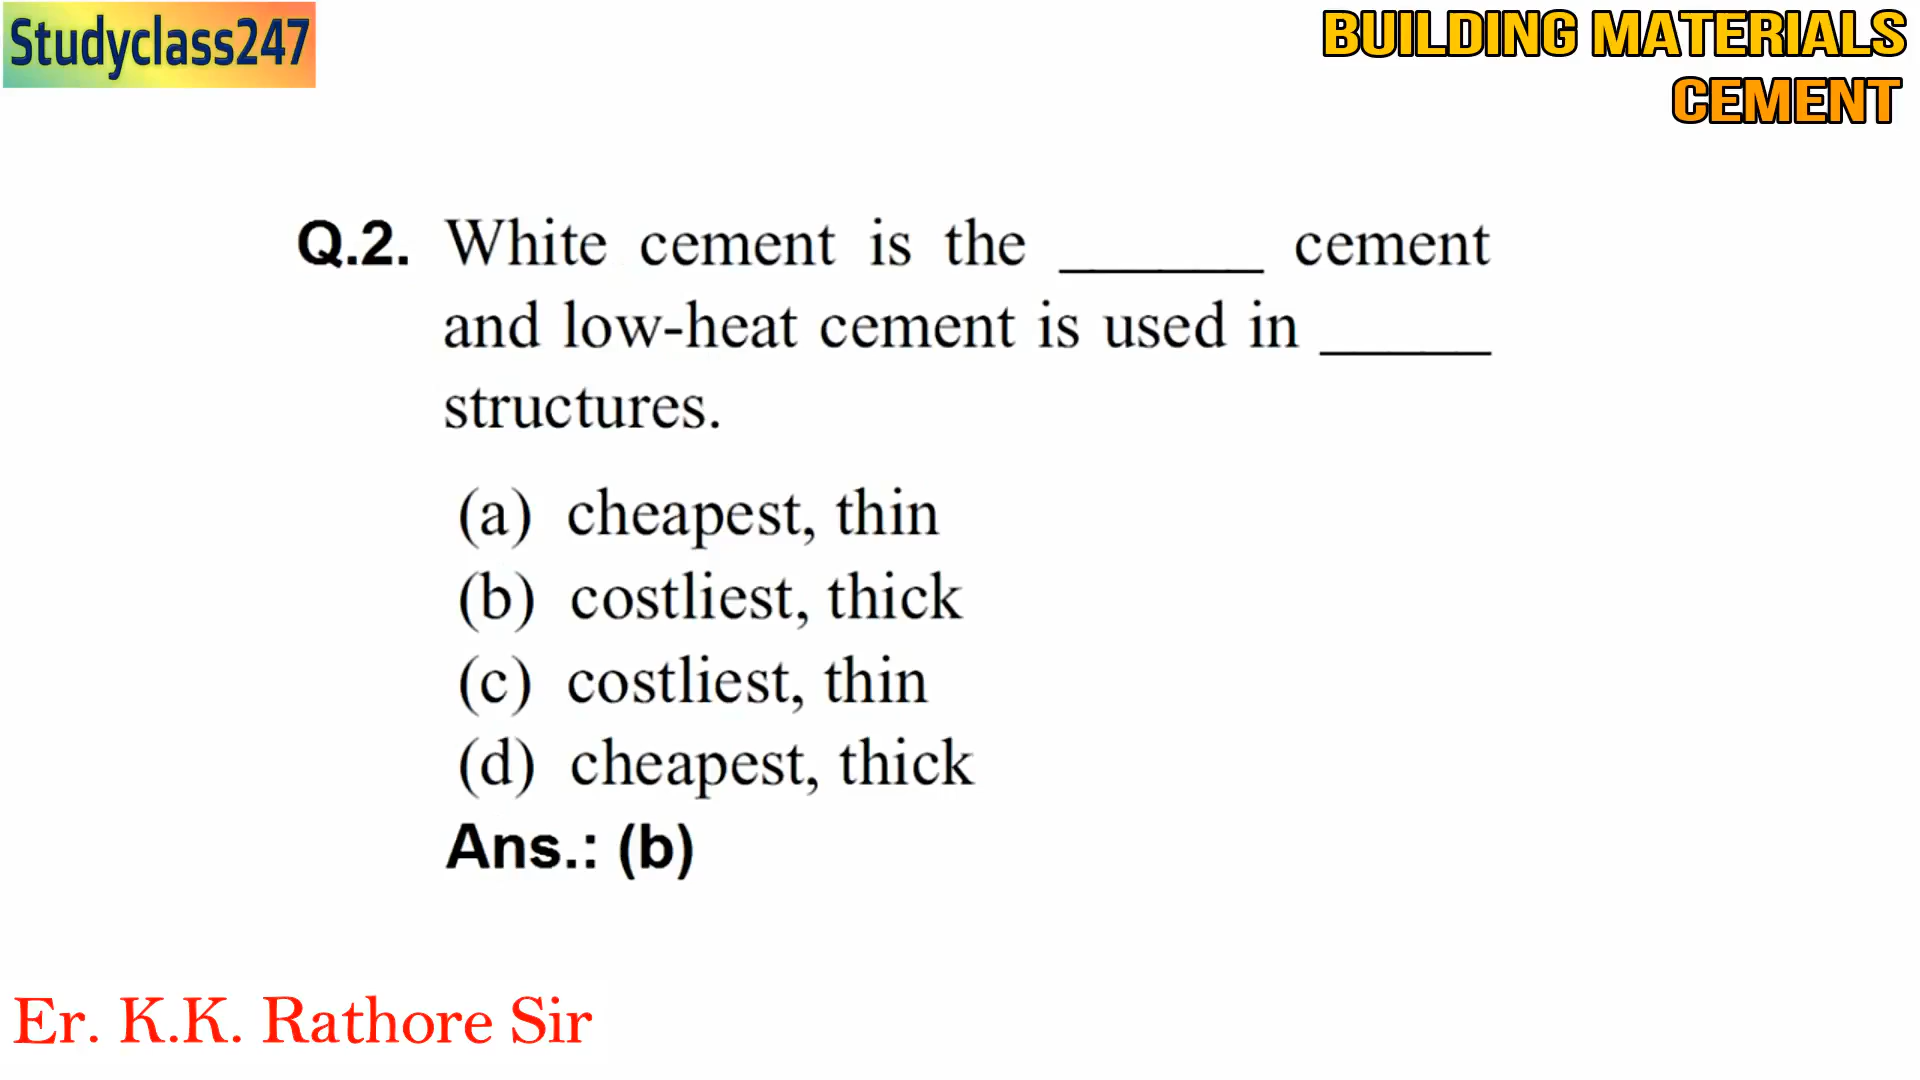 Studyclass247
BUILDING MATERIALS
CEMENT
Q.2. White cement is the ______ cement
and low-heat cement is used in _____
structures.
(a) cheapest, thin
(b) costliest, thick
(c) costliest, thin
(d) cheapest, thick
Ans.: (b)
Er. K.K. Rathore Sir